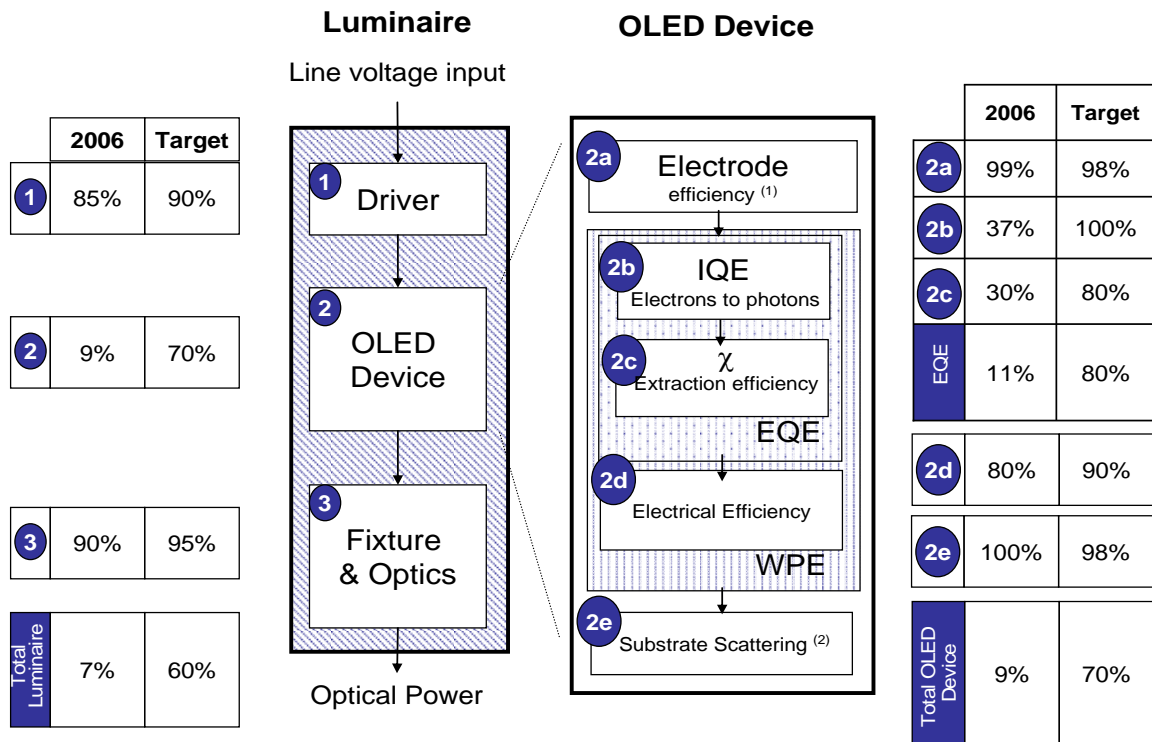 Luminaire
OLED Device
Line voltage input
2006 Target
1 85% 90%
2 9% 70%
3 90% 95%
Total Luminaire 7% 60%
1
Driver
2
OLED
Device
3
Fixture
& Optics
Optical Power
2a
Electrode
efficiency (1)
2b
IQE
Electrons to photons
2c
χ
Extraction efficiency
EQE
2d
Electrical Efficiency
WPE
2e
Substrate Scattering (2)
2006 Target
2a 99% 98%
2b 37% 100%
2c 30% 80%
EQE 11% 80%
2d 80% 90%
2e 100% 98%
Total OLED Device 9% 70%